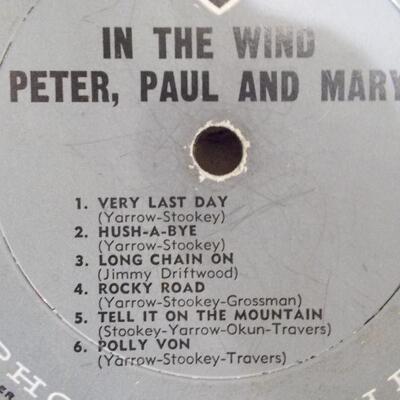 IN THE WIND
PETER, PAUL AND MARY
1. VERY LAST DAY
(Yarrow-Stookey)
2. HUSH-A-BYE
(Yarrow-Stookey)
3. LONG CHAIN ON
(Jimmy Driftwood)
4. ROCKY ROAD
(Yarrow-Stookey-Grossman)
5. TELL IT ON THE MOUNTAIN
(Stookey-Yarrow-Okun-Travers)
6. POLLY VON
(Yarrow-Stookey-Travers)